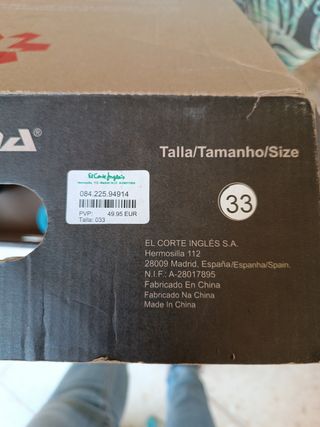 Talla/Tamanho/Size
33
El Corte Inglés
084.225.94914
PVP: 49.95 EUR
Talla: 033
EL CORTE INGLÉS S.A.
Hermosilla 112
28009 Madrid. España/Espanha/Spain.
N.I.F.: A-28017895
Fabricado En China
Fabricado Na China
Made In China